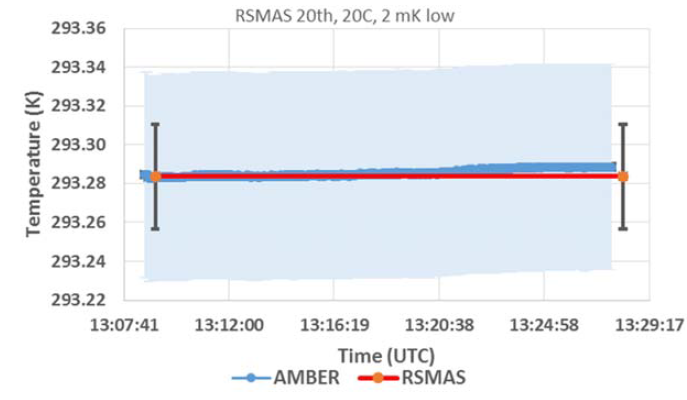 RSMAS 20th, 20C, 2 mK low
293.36
293.34
293.32
293.30
293.28
293.26
293.24
293.22
Temperature (K)
13:07:41 13:12:00 13:16:19 13:20:38 13:24:58 13:29:17
Time (UTC)
AMBER RSMAS